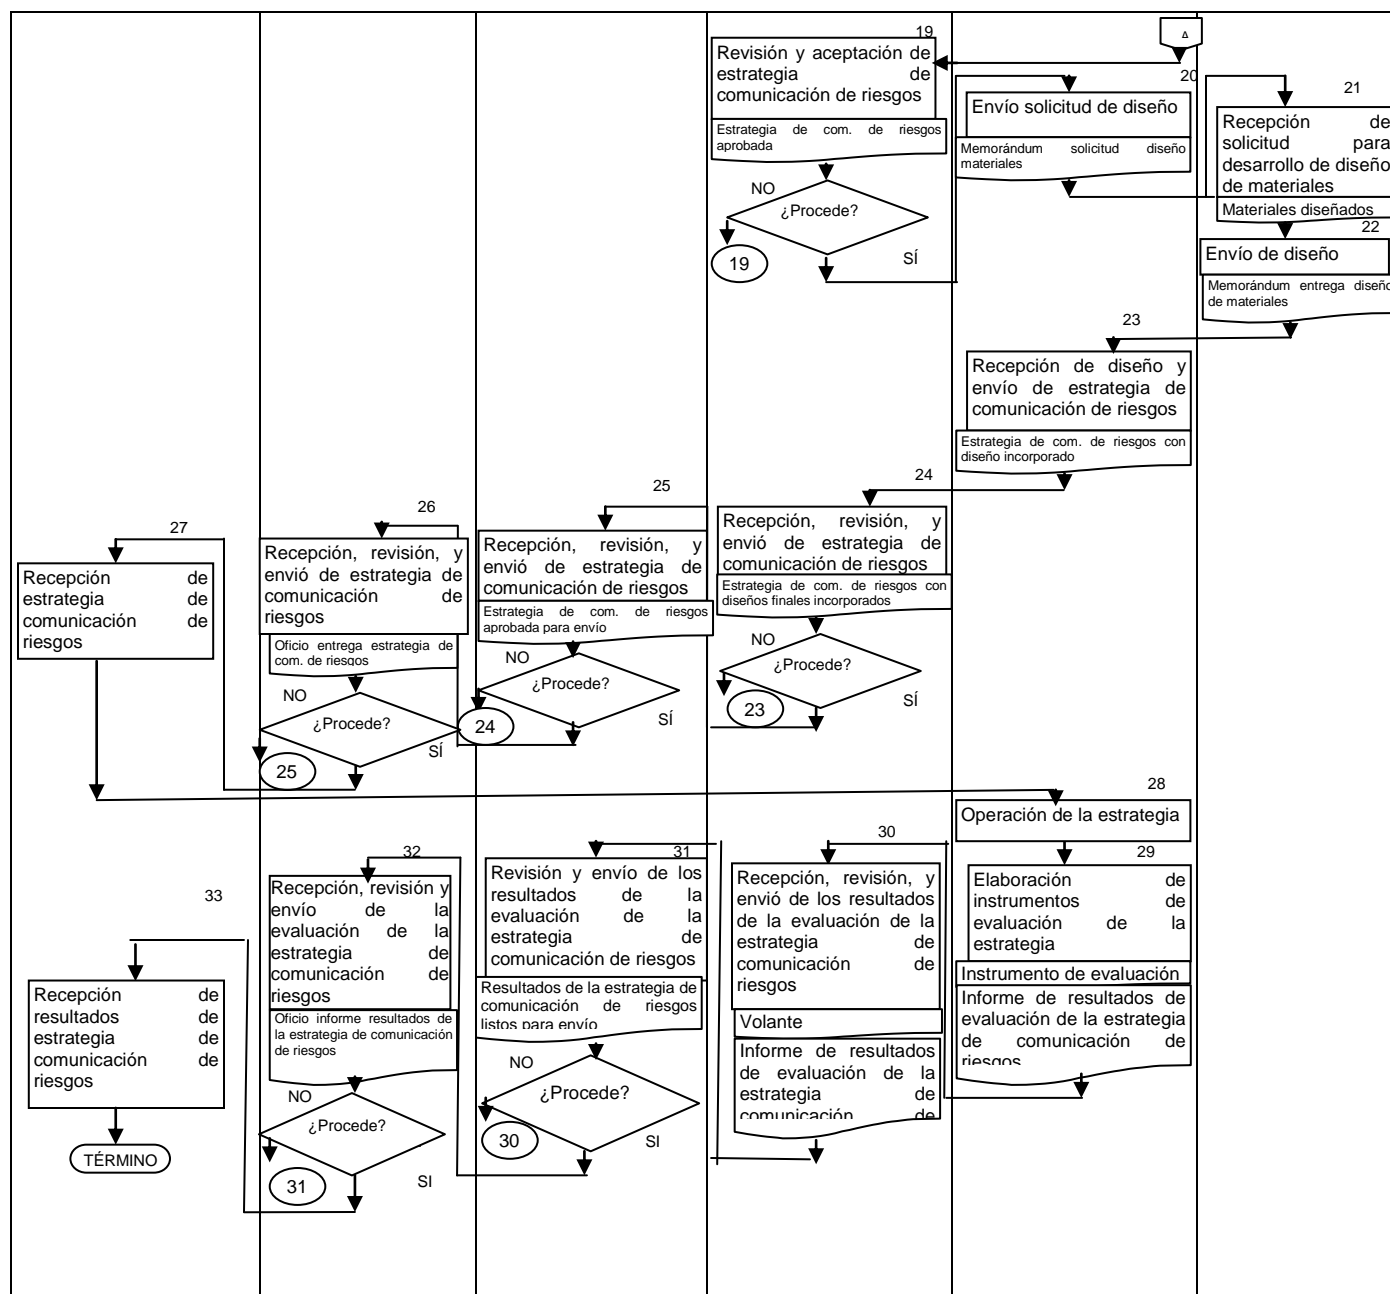 A
19
Revisión y aceptación de
estrategia de
comunicación de riesgos
Estrategia de com. de riesgos
aprobada
NO
¿Procede?
SÍ
19
20
Envío solicitud de diseño
Memorándum solicitud diseño
materiales
21
Recepción de
solicitud para
desarrollo de diseño
de materiales
Materiales diseñados
22
Envío de diseño
Memorándum entrega diseño
de materiales
23
Recepción de diseño y
envío de estrategia de
comunicación de riesgos
Estrategia de com. de riesgos con
diseño incorporado
24
Recepción, revisión, y
envió de estrategia de
comunicación de riesgos
Estrategia de com. de riesgos con
diseños finales incorporados
NO
¿Procede?
SÍ
23
25
Recepción, revisión, y
envió de estrategia de
comunicación de riesgos
Estrategia de com. de riesgos
aprobada para envío
NO
¿Procede?
SÍ
24
26
Recepción, revisión, y
envió de estrategia de
comunicación de
riesgos
Oficio entrega estrategia de
com. de riesgos
NO
¿Procede?
SÍ
25
27
Recepción de
estrategia de
comunicación de
riesgos
28
Operación de la estrategia
29
Elaboración de
instrumentos de
evaluación de la
estrategia
Instrumento de evaluación
Informe de resultados de
evaluación de la estrategia
de comunicación de
riesgos
30
Recepción, revisión, y
envió de los resultados
de la evaluación de la
estrategia de
comunicación de
riesgos
Volante
Informe de resultados
de evaluación de la
estrategia de
comunicación de
31
Revisión y envío de los
resultados de la
evaluación de la
estrategia de
comunicación de riesgos
Resultados de la estrategia de
comunicación de riesgos
listos para envío
NO
¿Procede?
SI
30
32
Recepción, revisión y
envío de la
evaluación de la
estrategia de
comunicación de
riesgos
Oficio informe resultados de
la estrategia de comunicación
de riesgos
NO
¿Procede?
SI
31
33
Recepción de
resultados de
estrategia de
comunicación de
riesgos
TÉRMINO